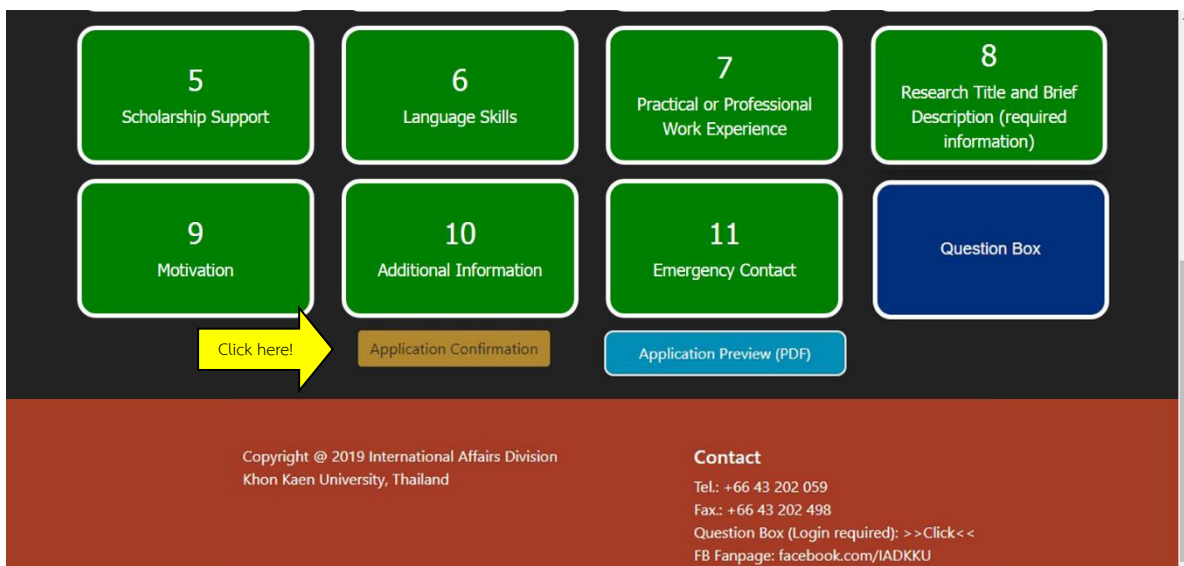 5
Scholarship Support
6
Language Skills
7
Practical or Professional
Work Experience
8
Research Title and Brief
Description (required
information)
9
Motivation
10
Additional Information
11
Emergency Contact
Question Box
Click here!
Application Confirmation
Application Preview (PDF)
Copyright @ 2019 International Affairs Division
Khon Kaen University, Thailand
Contact
Tel.: +66 43 202 059
Fax.: +66 43 202 498
Question Box (Login required): >>Click<<
FB Fanpage: facebook.com/IADKKU